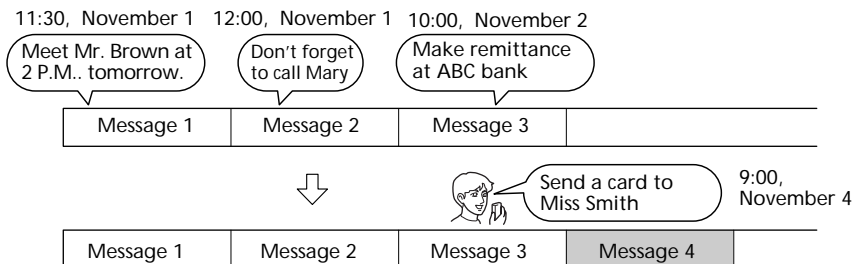 11:30, November 1
12:00, November 1
10:00, November 2
Meet Mr. Brown at
2 P.M.. tomorrow.
Don't forget
to call Mary
Make remittance
at ABC bank
Message 1
Message 2
Message 3
Send a card to
Miss Smith
9:00,
November 4
Message 1
Message 2
Message 3
Message 4